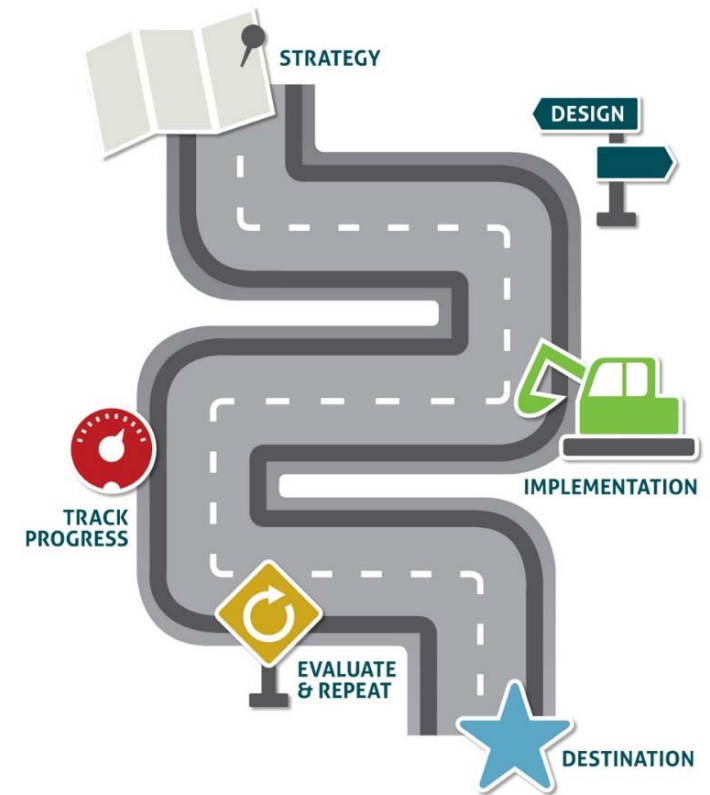 STRATEGY
DESIGN
IMPLEMENTATION
TRACK
PROGRESS
EVALUATE
& REPEAT
DESTINATION